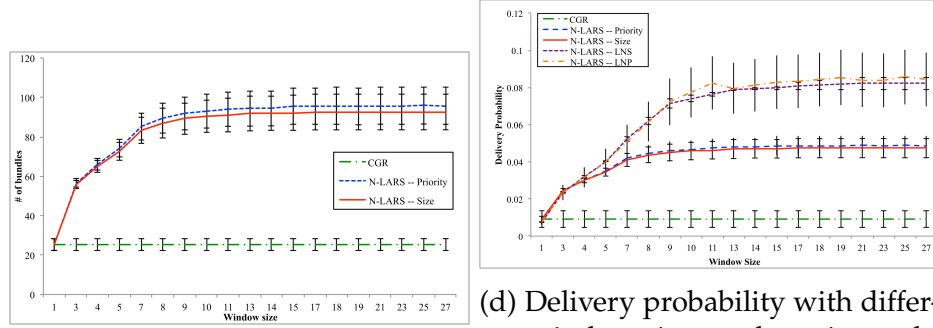 120
100
80
60
40
20
0
# of bundles
CGR
N-LARS -- Priority
N-LARS -- Size
1 3 4 5 7 8 9 10 11 13 14 15 17 18 19 21 23 25 27
Window size
0.12
0.1
0.08
0.06
0.04
0.02
0
Delivery Probability
CGR
N-LARS -- Priority
N-LARS -- Size
N-LARS -- LNS
N-LARS -- LNP
1 3 4 5 7 8 9 10 11 13 14 15 17 18 19 21 23 25 27
Window Size
(d) Delivery probability with differ-